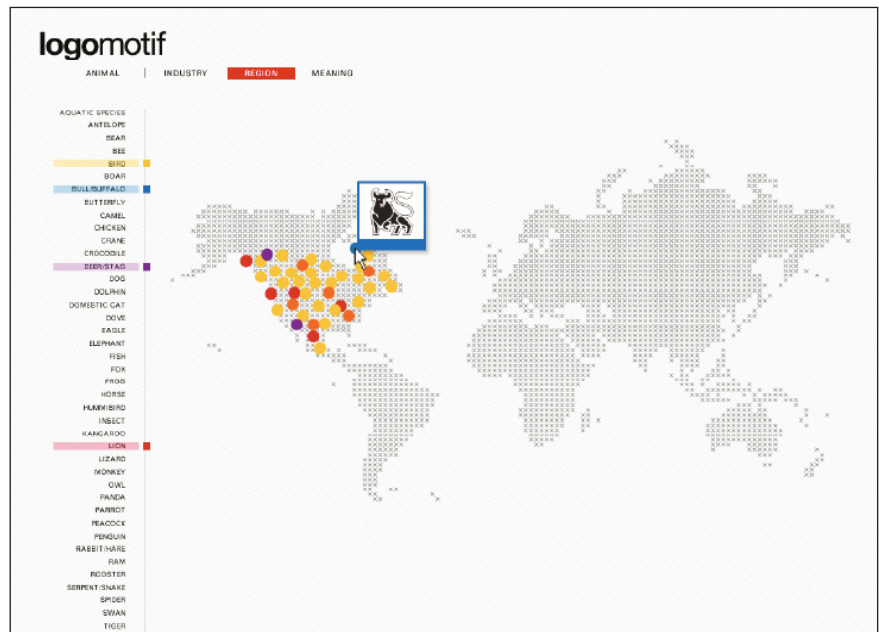 logomotif
ANIMAL | INDUSTRY REGION MEANING
AQUATIC SPECIES
ANTELOPE
BEAR
BEE
BIRD
BOAR
BULL/BUFFALO
BUTTERFLY
CAMEL
CHICKEN
CRANE
CROCODILE
DEER/STAG
DOG
DOLPHIN
DOMESTIC CAT
DOVE
EAGLE
ELEPHANT
FISH
FOX
FROG
HORSE
HUMMIBIRD
INSECT
KANGAROO
LION
LIZARD
MONKEY
OWL
PANDA
PARROT
PEACOCK
PENGUIN
RABBIT/HARE
RAM
ROOSTER
SERPENT/SNAKE
SPIDER
SWAN
TIGER